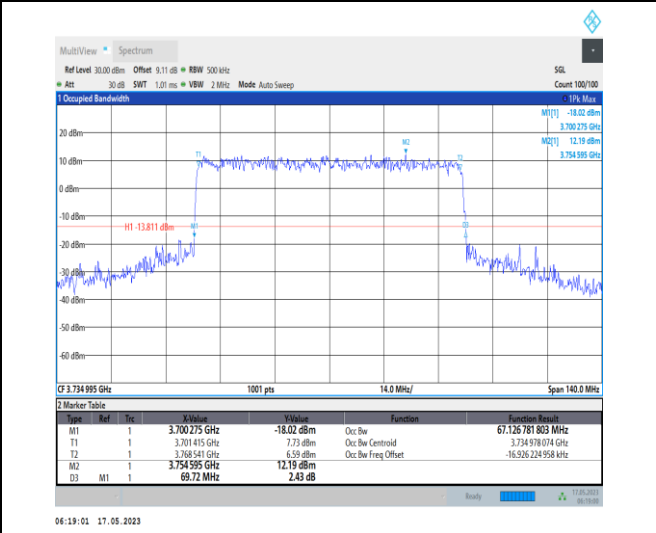 MultiView Spectrum
Ref Level 30.00 dBm Offset 9.11 dB RBW 500 kHz SGL
Att 30 dB SWT 1.01 ms VBW 2 MHz Mode Auto Sweep Count 100/100
1 Occupied Bandwidth 1Pk Max
M1[1] -18.02 dBm
3.700 275 GHz
M2[1] 12.19 dBm
3.754 595 GHz
20 dBm
M2
T1
T2
10 dBm
0 dBm
-10 dBm
H1 -13.811 dBm
M1
D3
-20 dBm
-30 dBm
-40 dBm
-50 dBm
-60 dBm
CF 3.734 995 GHz 1001 pts 14.0 MHz/ Span 140.0 MHz
2 Marker Table
Type Ref Trc X-Value Y-Value Function Function Result
M1 1 3.700 275 GHz -18.02 dBm Occ Bw 67.126 781 803 MHz
T1 1 3.701 415 GHz 7.73 dBm Occ Bw Centroid 3.734 978 074 GHz
T2 1 3.768 541 GHz 6.59 dBm Occ Bw Freq Offset -16.926 224 958 kHz
M2 1 3.754 595 GHz 12.19 dBm
D3 M1 1 69.72 MHz 2.43 dB
Ready 17.05.2023
06:19:00
06:19:01 17.05.2023